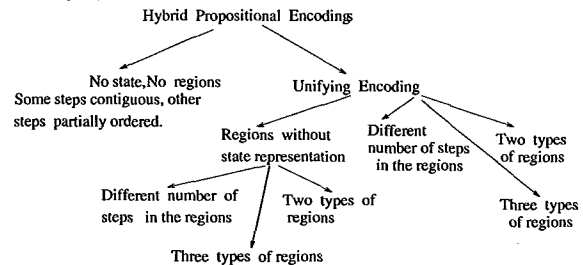 Hybrid Propositional Encodings
No state,No regions
Some steps contiguous, other
steps partially ordered.
Unifying Encoding
Regions without
state representation
Different
number of steps
in the regions
Two types
of regions
Different number of
steps in the regions
Two types of
regions
Three types
of regions
Three types of regions